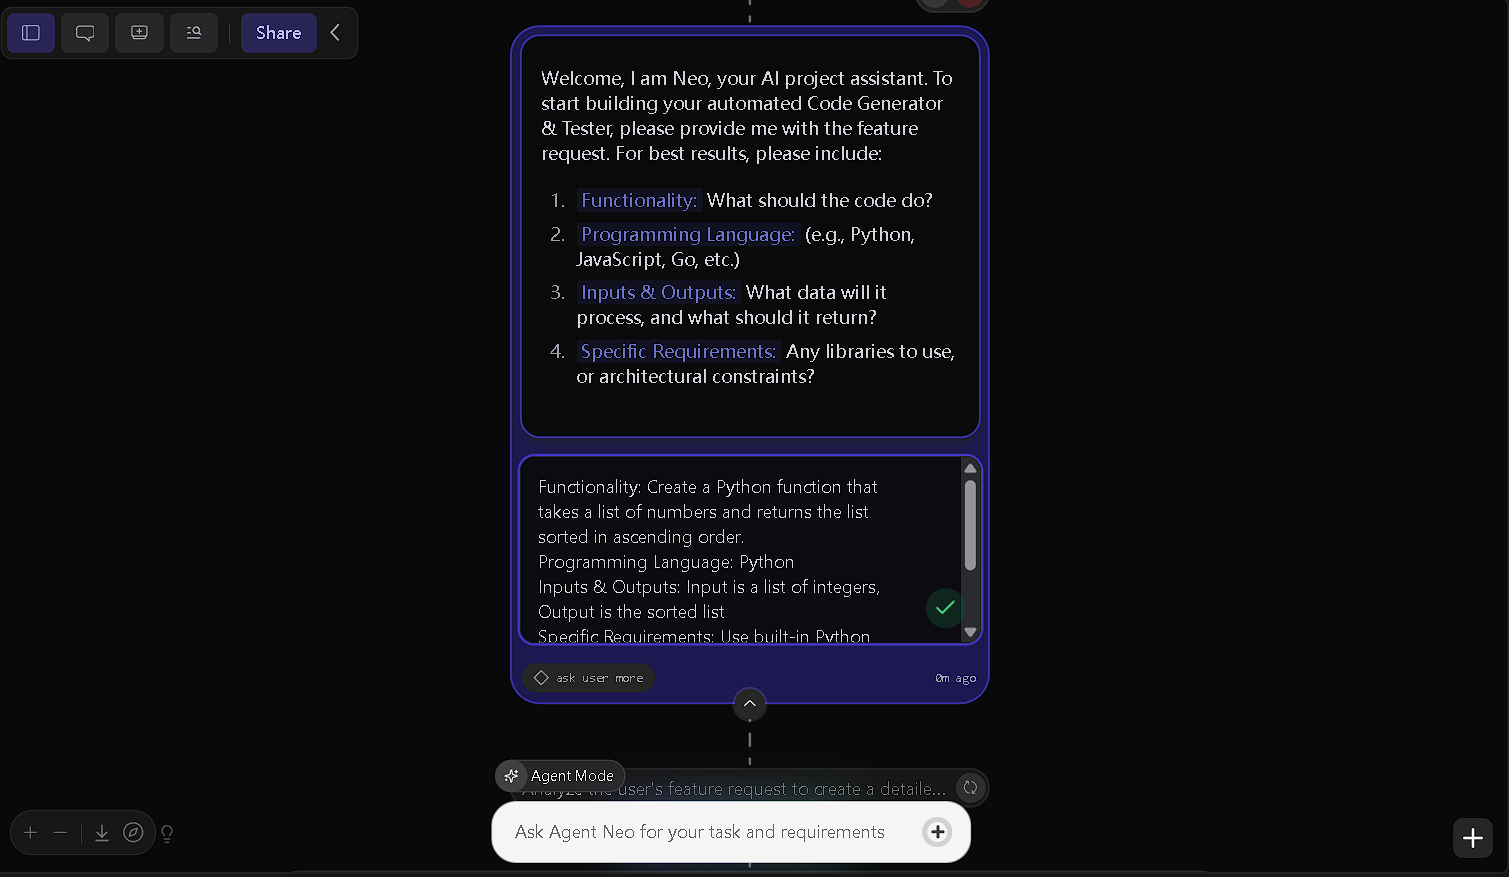 Share
Welcome, I am Neo, your AI project assistant. To
start building your automated Code Generator
& Tester, please provide me with the feature
request. For best results, please include:
1. Functionality: What should the code do?
2. Programming Language: (e.g., Python,
JavaScript, Go, etc.)
3. Inputs & Outputs: What data will it
process, and what should it return?
4. Specific Requirements: Any libraries to use,
or architectural constraints?
Functionality: Create a Python function that
takes a list of numbers and returns the list
sorted in ascending order.
Programming Language: Python
Inputs & Outputs: Input is a list of integers,
Output is the sorted list
Specific Requirements: Use built-in Python
ask user more
0m ago
Agent Mode
Analyze the user's feature request to create a detaile...
Ask Agent Neo for your task and requirements